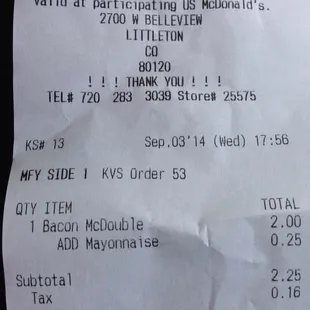 Valid at participating US McDonald's.
2700 W BELLEVIEW
LITTLETON
CO
80120
! ! ! THANK YOU ! ! !
TEL# 720 283 3039 Store# 25575
KS# 13 Sep.03'14 (Wed) 17:56
MFY SIDE 1 KVS Order 53
QTY ITEM TOTAL
1 Bacon McDouble 2.00
ADD Mayonnaise 0.25
Subtotal 2.25
Tax 0.16